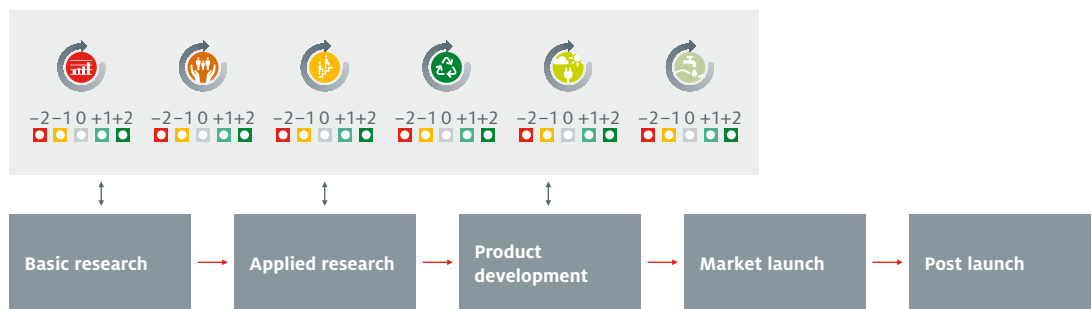 −2 −1 0 +1 +2 −2 −1 0 +1 +2 −2 −1 0 +1 +2 −2 −1 0 +1 +2 −2 −1 0 +1 +2 −2 −1 0 +1 +2
Basic research
Applied research
Product
development
Market launch
Post launch